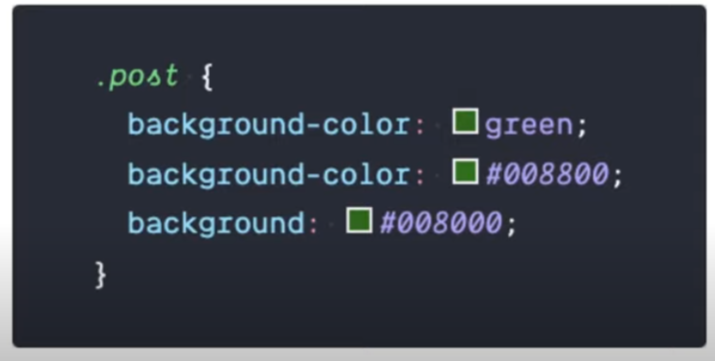 .post {
background-color: green;
background-color: #008800;
background: #008000;
}